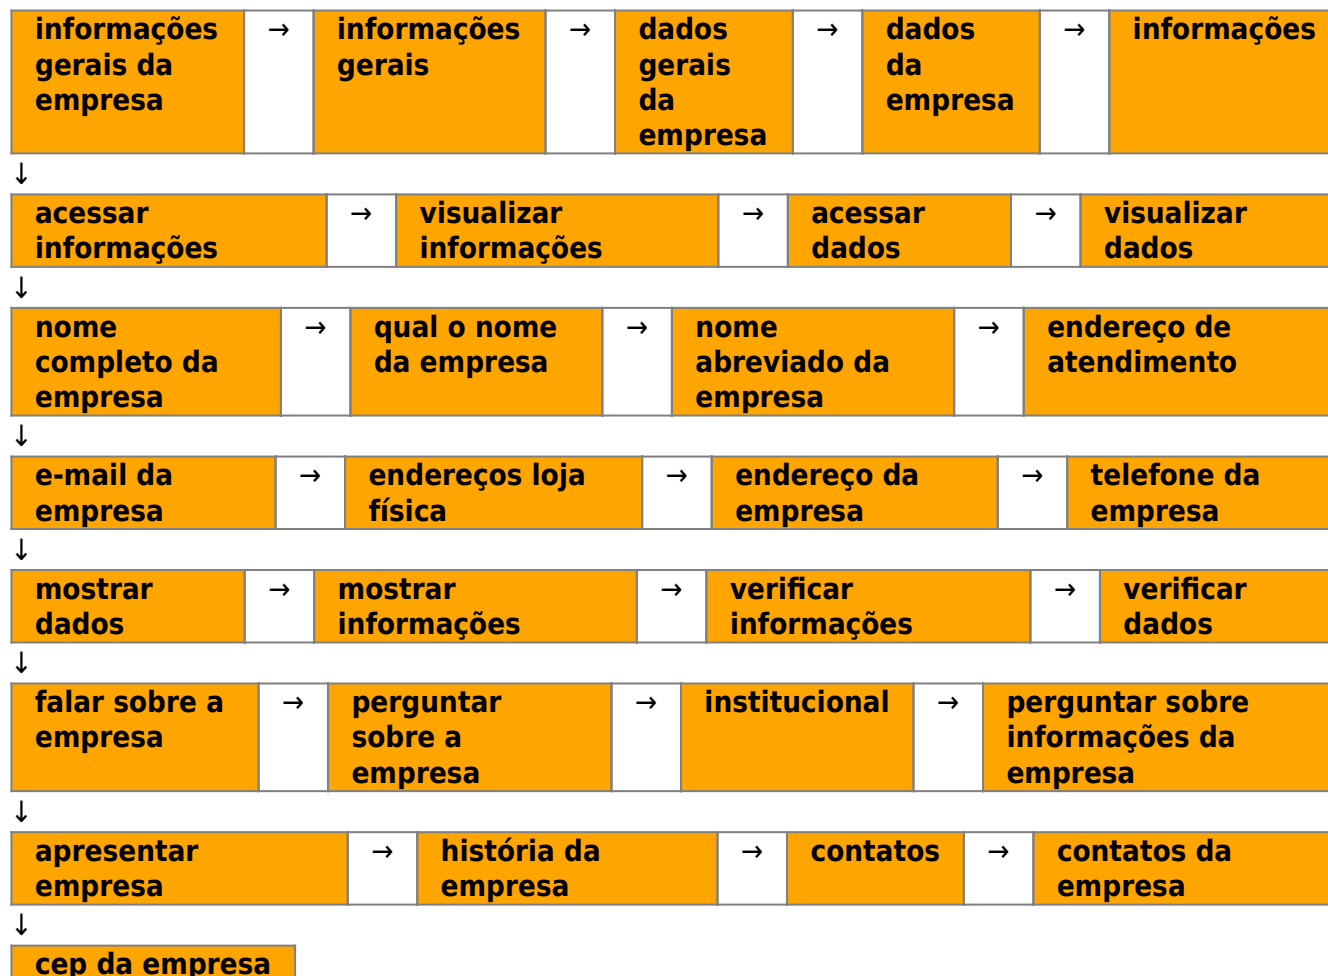 informações → informações → dados → dados → informações
gerais da gerais gerais da
empresa da empresa
empresa
↓
acessar → visualizar → acessar → visualizar
informações informações dados dados
↓
nome → qual o nome → nome → endereço de
completo da da empresa abreviado da atendimento
empresa empresa
↓
e-mail da → endereços loja → endereço da → telefone da
empresa física empresa empresa
↓
mostrar → mostrar → verificar → verificar
dados informações informações dados
↓
falar sobre a → perguntar → institucional → perguntar sobre
empresa sobre a informações da
empresa empresa
↓
apresentar → história da → contatos → contatos da
empresa empresa empresa
↓
cep da empresa